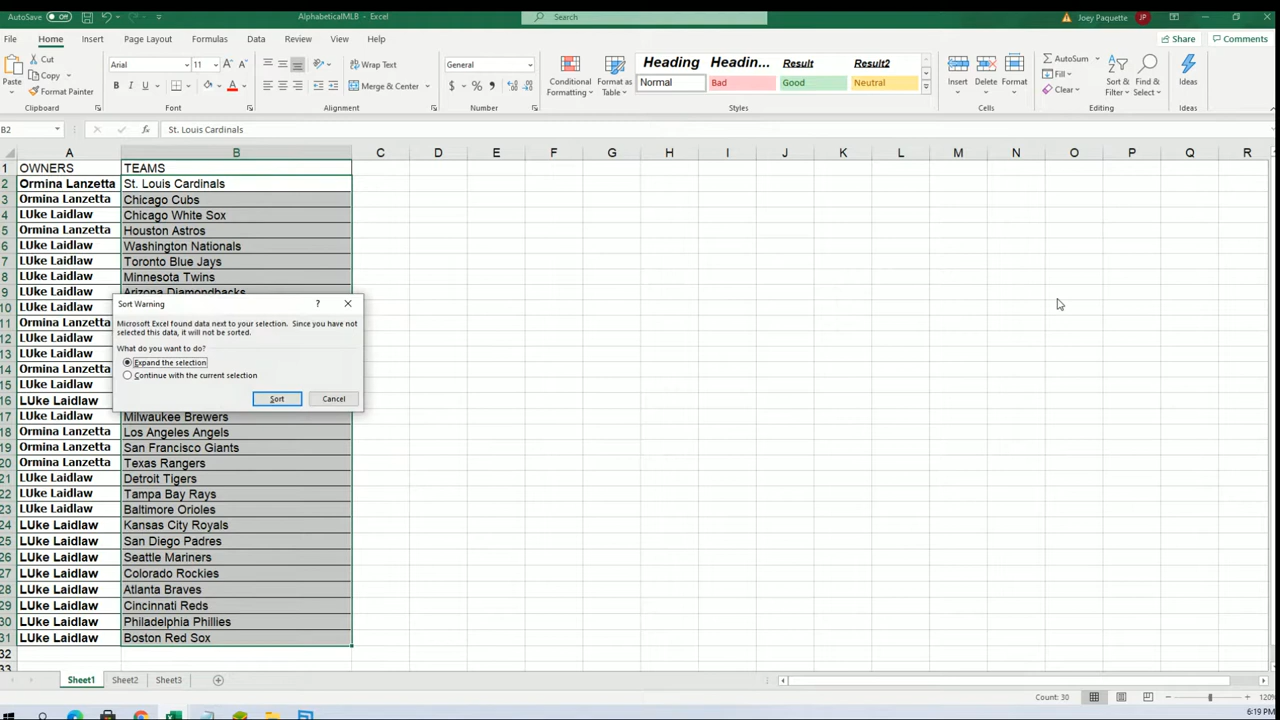 AutoSave Off AlphabeticalMLB - Excel Search Joey Paquette JP
File Home Insert Page Layout Formulas Data Review View Help Share Comments
Paste Cut Copy Format Painter Clipboard
Arial 11 A A B I U A Font
Wrap Text Merge & Center Alignment
General $ % , Number
Conditional Formatting Format as Table
Heading Headin... Result Result2
Normal Bad Good Neutral Styles
Insert Delete Format Cells
AutoSum Fill Clear Sort & Filter Find & Select Editing
Ideas Ideas
B2 fx St. Louis Cardinals
A B C D E F G H I J K L M N O P Q R
1 OWNERS TEAMS
2 Ormina Lanzetta St. Louis Cardinals
3 Ormina Lanzetta Chicago Cubs
4 LUke Laidlaw Chicago White Sox
5 Ormina Lanzetta Houston Astros
6 LUke Laidlaw Washington Nationals
7 LUke Laidlaw Toronto Blue Jays
8 LUke Laidlaw Minnesota Twins
9 LUke Laidlaw Arizona Diamondbacks
10 LUke Laidlaw
11 Ormina Lanzetta
12 LUke Laidlaw
13 LUke Laidlaw
14 Ormina Lanzetta
15 LUke Laidlaw
16 LUke Laidlaw
17 LUke Laidlaw Milwaukee Brewers
18 Ormina Lanzetta Los Angeles Angels
19 Ormina Lanzetta San Francisco Giants
20 Ormina Lanzetta Texas Rangers
21 LUke Laidlaw Detroit Tigers
22 LUke Laidlaw Tampa Bay Rays
23 LUke Laidlaw Baltimore Orioles
24 LUke Laidlaw Kansas City Royals
25 LUke Laidlaw San Diego Padres
26 LUke Laidlaw Seattle Mariners
27 LUke Laidlaw Colorado Rockies
28 LUke Laidlaw Atlanta Braves
29 LUke Laidlaw Cincinnati Reds
30 LUke Laidlaw Philadelphia Phillies
31 LUke Laidlaw Boston Red Sox
32
33
Sort Warning ?
Microsoft Excel found data next to your selection. Since you have not
selected this data, it will not be sorted.
What do you want to do?
Expand the selection
Continue with the current selection
Sort Cancel
Sheet1 Sheet2 Sheet3
Count: 30 120%
6:19 PM